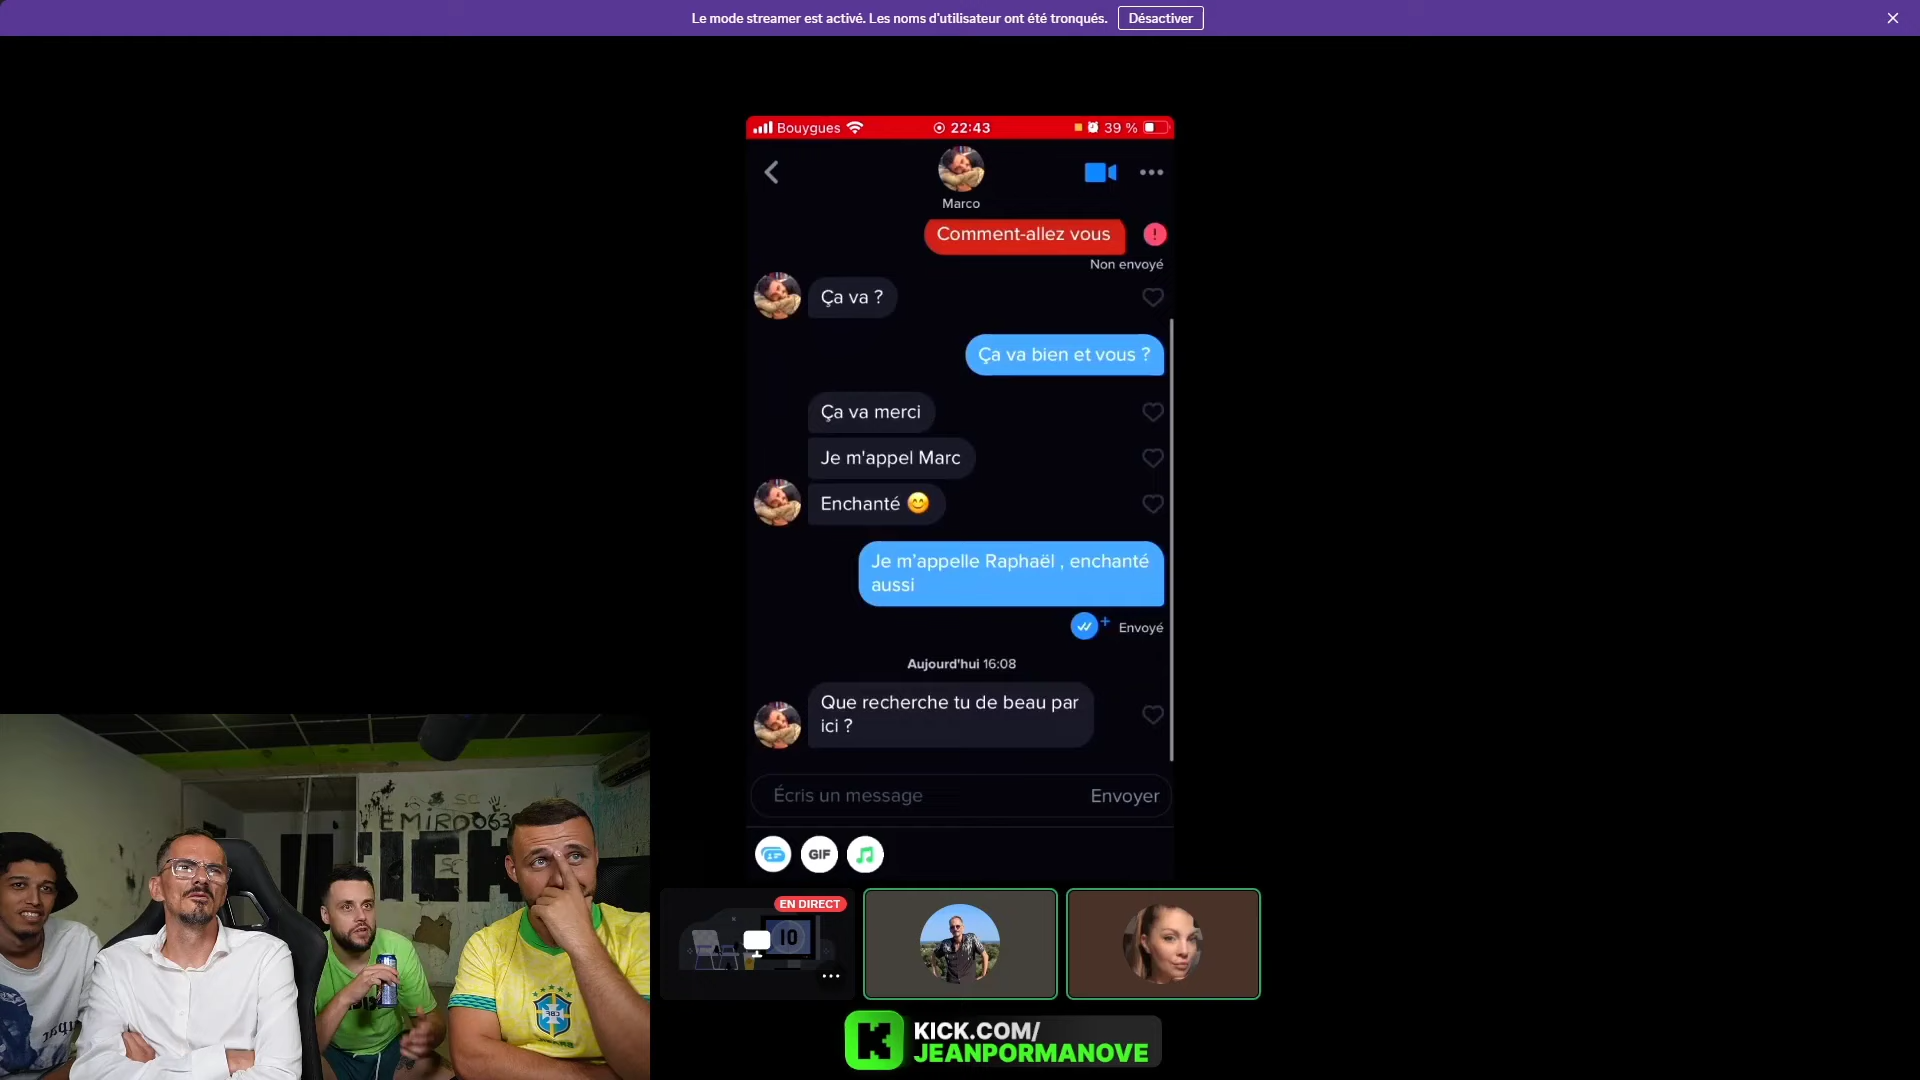 Le mode streamer est activé. Les noms d'utilisateur ont été tronqués.
Désactiver
Bouygues
22:43
39 %
Marco
Comment-allez vous
Non envoyé
Ça va ?
Ça va bien et vous ?
Ça va merci
Je m'appel Marc
Enchanté 😊
Je m'appelle Raphaël , enchanté
aussi
Envoyé
Aujourd'hui 16:08
Que recherche tu de beau par
ici ?
Écris un message
Envoyer
GIF
EMIRO063
KICK
CBF
EN DIRECT
10
KICK.COM/
JEANPORMANOVE